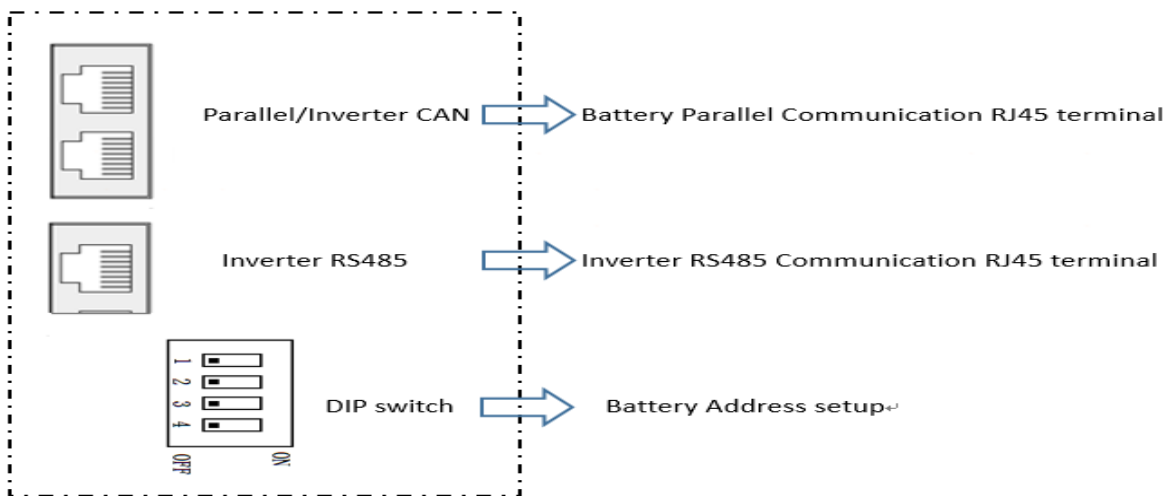 Parallel/Inverter CAN
Battery Parallel Communication RJ45 terminal
Inverter RS485
Inverter RS485 Communication RJ45 terminal
1
2
3
4
OFF
ON
DIP switch
Battery Address setup↵